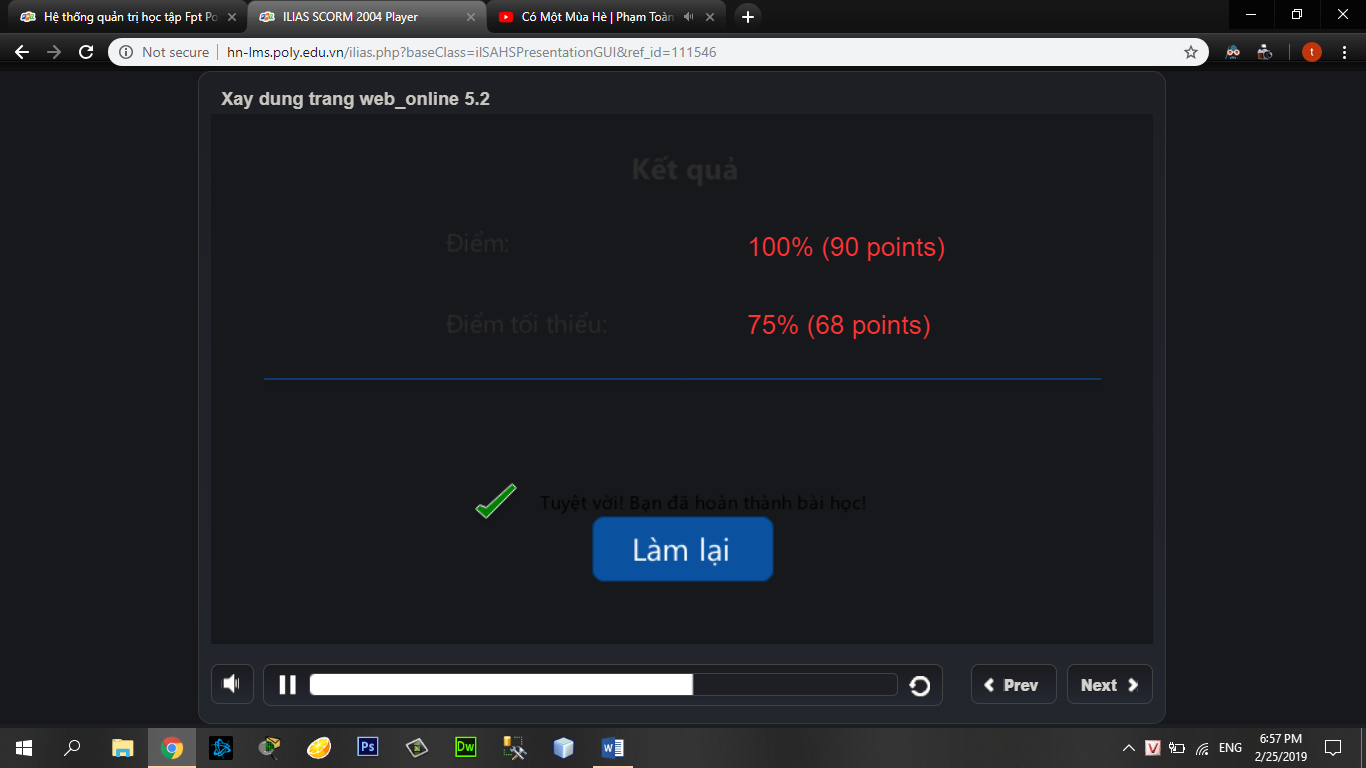 Hệ thống quản trị học tập Fpt Po
ILIAS SCORM 2004 Player
Có Một Mùa Hè | Phạm Toàn
Not secure
hn-lms.poly.edu.vn/ilias.php?baseClass=ilSAHSPresentationGUI&ref_id=111546
t
Xay dung trang web_online 5.2
Kết quả
Điểm: 100% (90 points)
Điểm tối thiểu: 75% (68 points)
Tuyệt vời! Bạn đã hoàn thành bài học!
Làm lại
Prev
Next
Ps
Dw
V
ENG
6:57 PM
2/25/2019